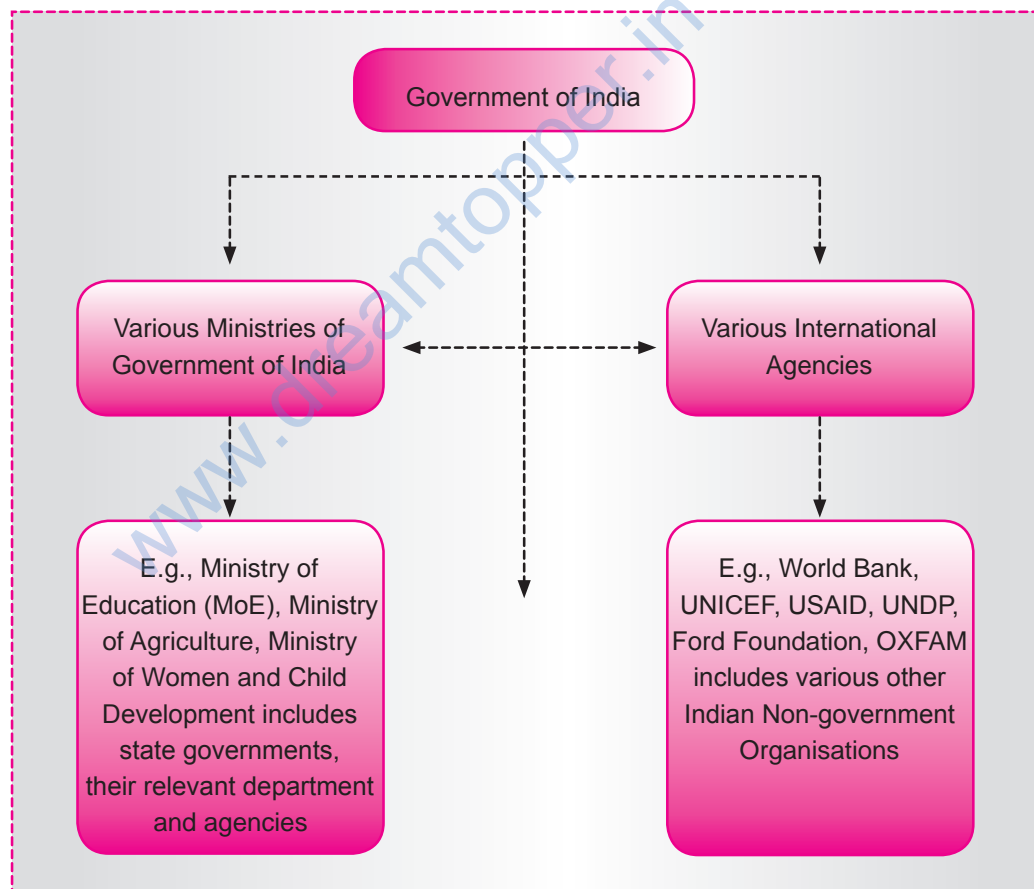 Government of India
Various Ministries of
Government of India
Various International
Agencies
E.g., Ministry of
Education (MoE), Ministry
of Agriculture, Ministry
of Women and Child
Development includes
state governments,
their relevant department
and agencies
E.g., World Bank,
UNICEF, USAID, UNDP,
Ford Foundation, OXFAM
includes various other
Indian Non-government
Organisations
www.dreamtopper.in